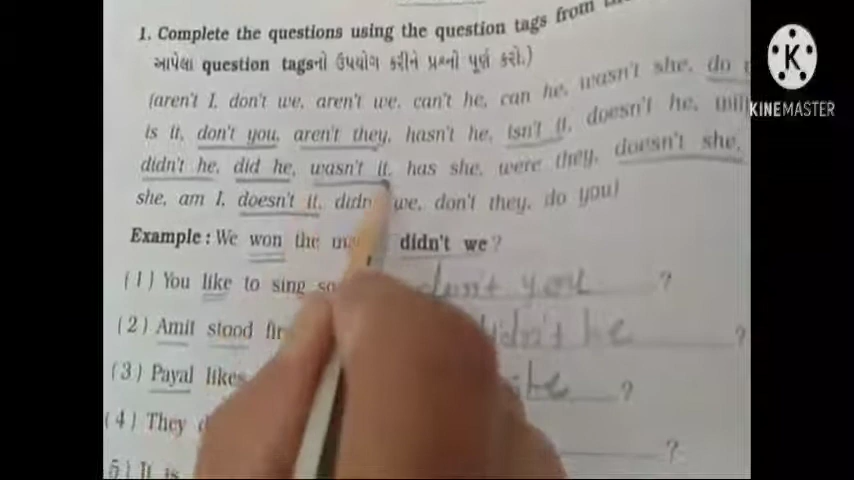 1. Complete the questions using the question tags from
આપેલા question tagsનો ઉપયોગ કરીને પ્રશ્નો પૂર્ણ કરો.)
(aren't I, don't we, aren't we, can't he, can he, wasn't she, do
is it, don't you, aren't they, hasn't he, isn't it, doesn't he,
didn't he, did he, wasn't it, has she, were they, doesn't she,
she, am I, doesn't it, we, don't they, do you)
Example : We won the didn't we?
(1) You like to sing don't you ?
(2) Amit stood didn't he ?
(3) Payal likes she ?
(4) They ?
5) It is
K
KINEMASTER